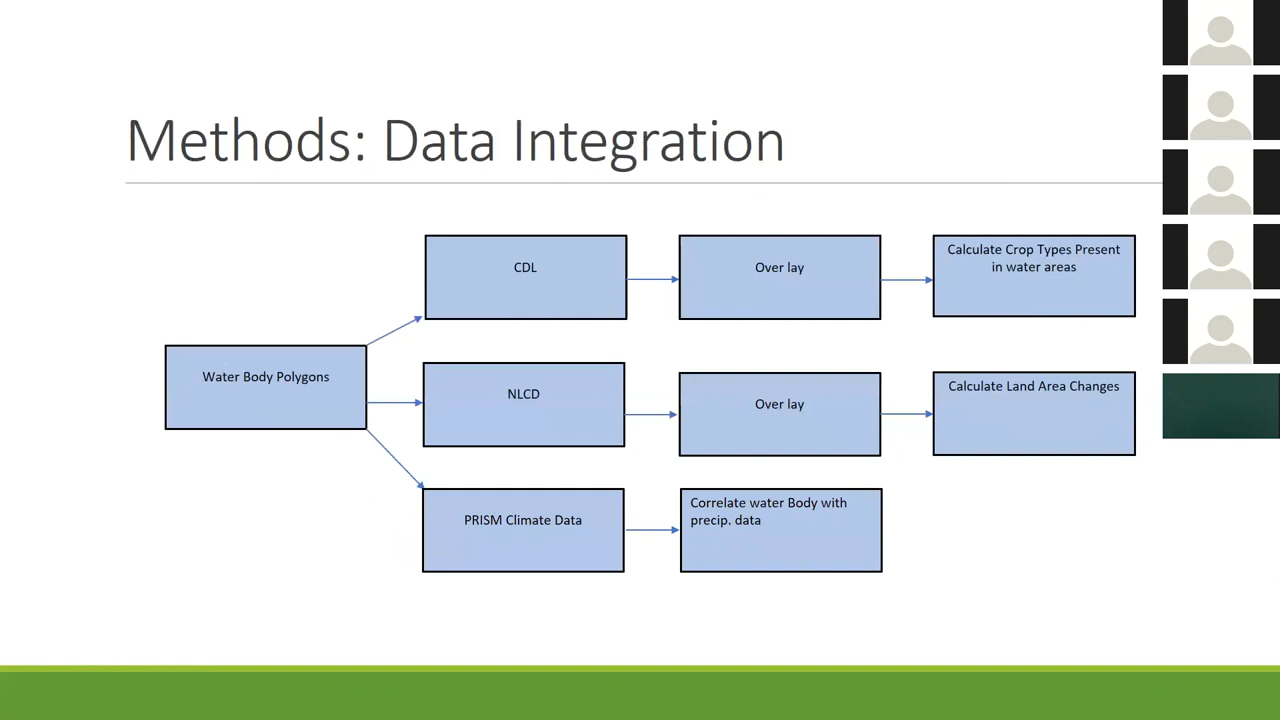 Methods: Data Integration
CDL
Over lay
Calculate Crop Types Present
in water areas
Water Body Polygons
NLCD
Over lay
Calculate Land Area Changes
PRISM Climate Data
Correlate water Body with
precip. data